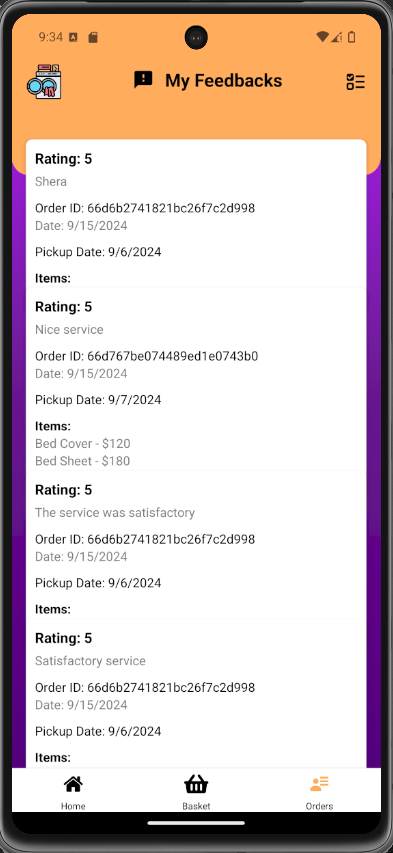 9:34
My Feedbacks
Rating: 5
Shera
Order ID: 66d6b2741821bc26f7c2d998
Date: 9/15/2024
Pickup Date: 9/6/2024
Items:
Rating: 5
Nice service
Order ID: 66d767be074489ed1e0743b0
Date: 9/15/2024
Pickup Date: 9/7/2024
Items:
Bed Cover - $120
Bed Sheet - $180
Rating: 5
The service was satisfactory
Order ID: 66d6b2741821bc26f7c2d998
Date: 9/15/2024
Pickup Date: 9/6/2024
Items:
Rating: 5
Satisfactory service
Order ID: 66d6b2741821bc26f7c2d998
Date: 9/15/2024
Pickup Date: 9/6/2024
Items:
Home
Basket
Orders